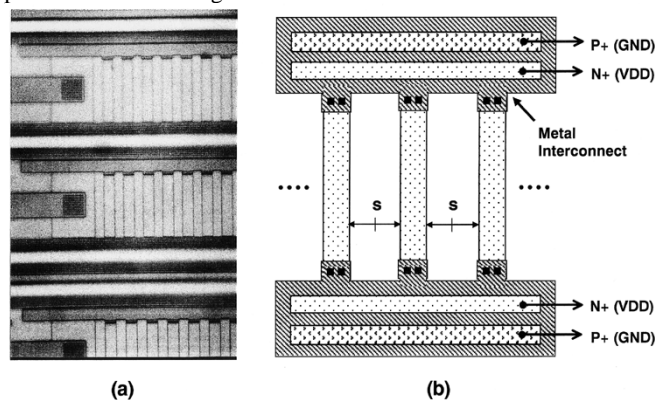 P+ (GND)
N+ (VDD)
Metal
Interconnect
S
S
N+ (VDD)
P+ (GND)
(a)
(b)